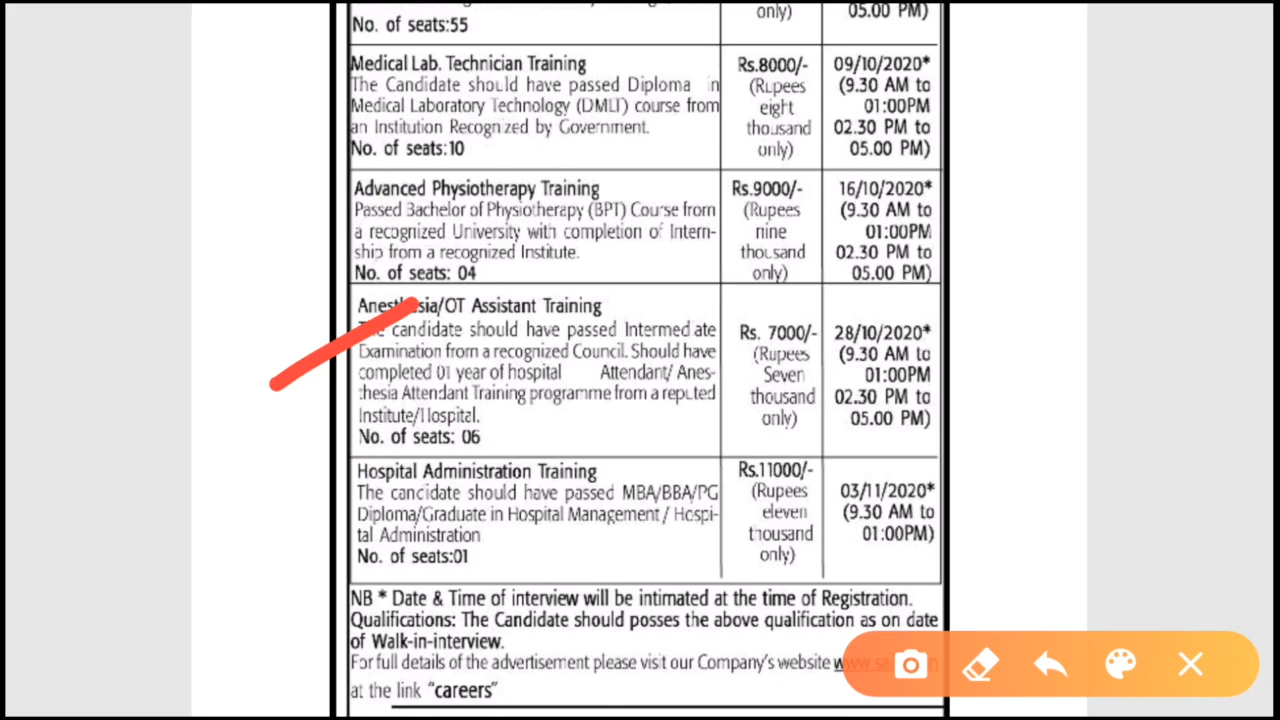 No. of seats:55
only)
05.00 PM)
Medical Lab. Technician Training
The Candidate should have passed Diploma in
Medical Laboratory Technology (DMLT) course from
an Institution Recognized by Government.
No. of seats:10
Rs.8000/-
(Rupees
eight
thousand
only)
09/10/2020*
(9.30 AM to
01:00PM
02.30 PM to
05.00 PM)
Advanced Physiotherapy Training
Passed Bachelor of Physiotherapy (BPT) Course from
a recognized University with completion of Intern-
ship from a recognized Institute.
No. of seats: 04
Rs.9000/-
(Rupees
nine
thousand
only)
16/10/2020*
(9.30 AM to
01:00PM
02.30 PM to
05.00 PM)
Anesthesia/OT Assistant Training
The candidate should have passed Intermediate
Examination from a recognized Council. Should have
completed 01 year of hospital Attendant/ Anes-
thesia Attendant Training programme from a reputed
Institute/Hospital.
No. of seats: 06
Rs. 7000/-
(Rupees
Seven
thousand
only)
28/10/2020*
(9.30 AM to
01:00PM
02.30 PM to
05.00 PM)
Hospital Administration Training
The candidate should have passed MBA/BBA/PG
Diploma/Graduate in Hospital Management / Hospi-
tal Administration
No. of seats:01
Rs.11000/-
(Rupees
eleven
thousand
only)
03/11/2020*
(9.30 AM to
01:00PM)
NB * Date & Time of interview will be intimated at the time of Registration.
Qualifications: The Candidate should posses the above qualification as on date
of Walk-in-interview.
For full details of the advertisement please visit our Company's website
at the link "careers"